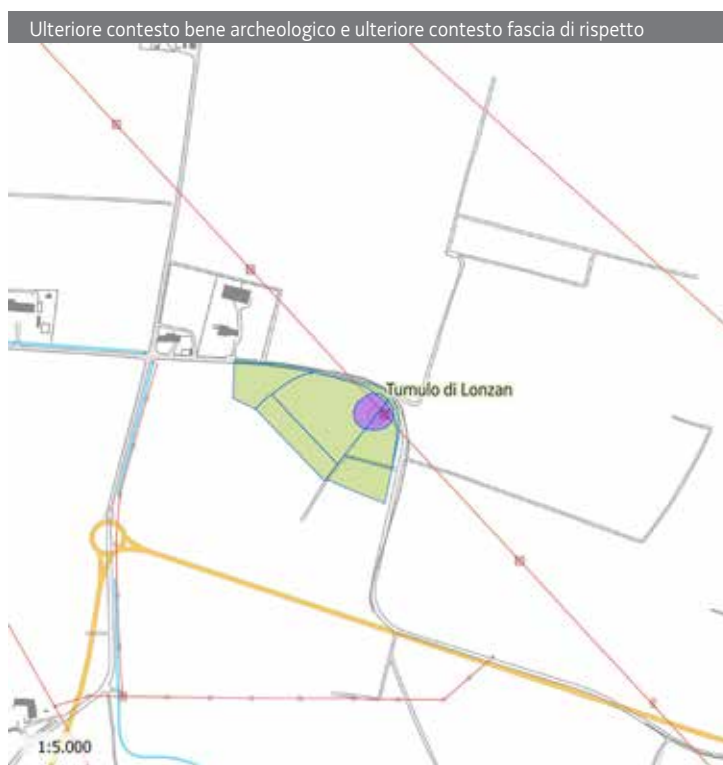 Ulteriore contesto bene archeologico e ulteriore contesto fascia di rispetto
Tumulo di Lonzan
1:5.000